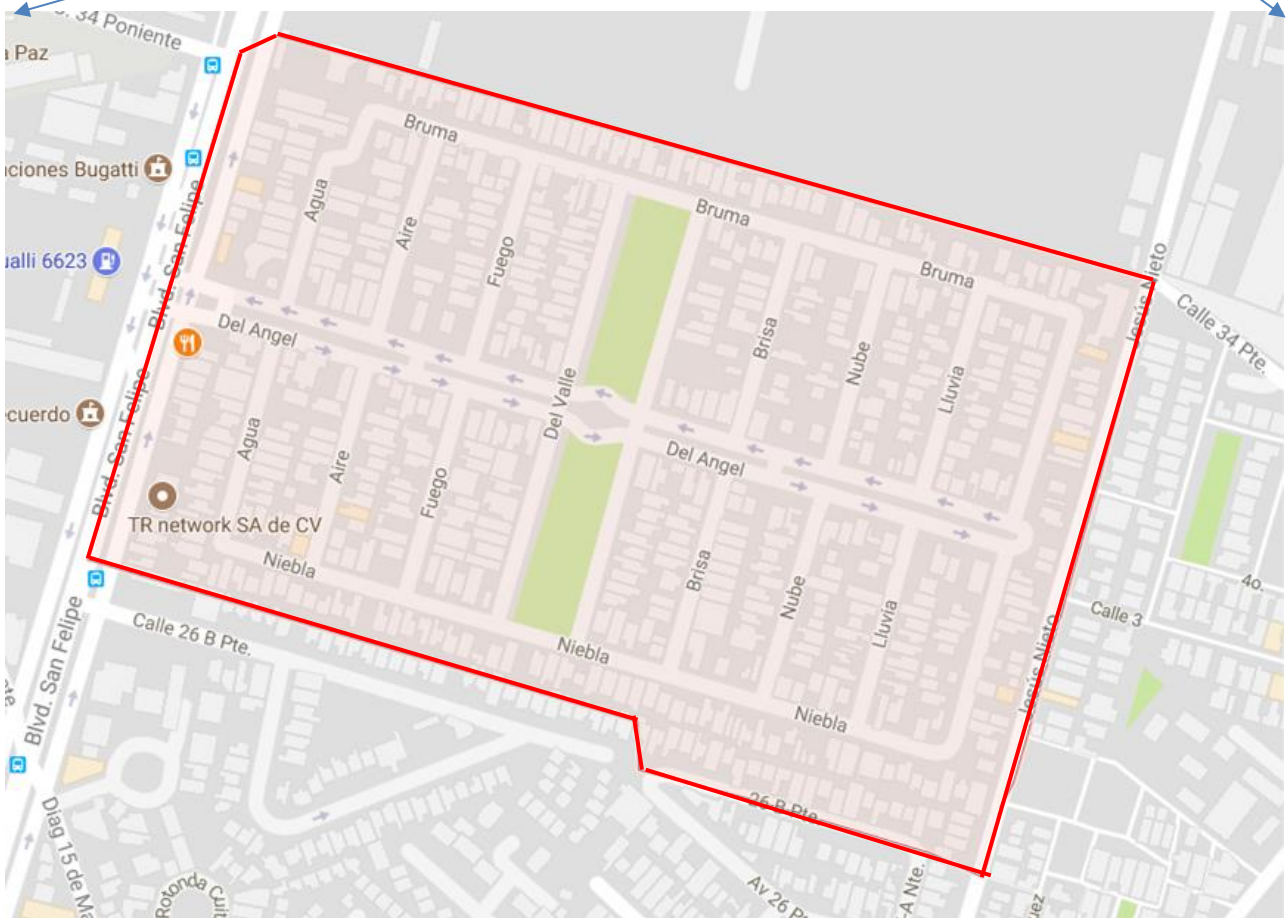 34 Poniente
a Paz
Bruma
ciones Bugatti
Agua
Aire
Fuego
Bruma
Bruma
Jesús Nieto
Blvd. San Felipe
ualli 6623
Calle 34 Pte.
Del Angel
Brisa
Nube
Lluvia
Del Valle
ecuerdo
Blvd. San Felipe
Agua
Aire
Fuego
Del Angel
TR network SA de CV
Niebla
Brisa
Nube
Lluvia
4o.
Calle 3
Calle 26 B Pte.
Niebla
Jesús Nieto
Blvd. San Felipe
Niebla
26 B Pte.
Diag 15 de Ma
Rotonda Cuit
Av 26 P
-A Nte.
ez